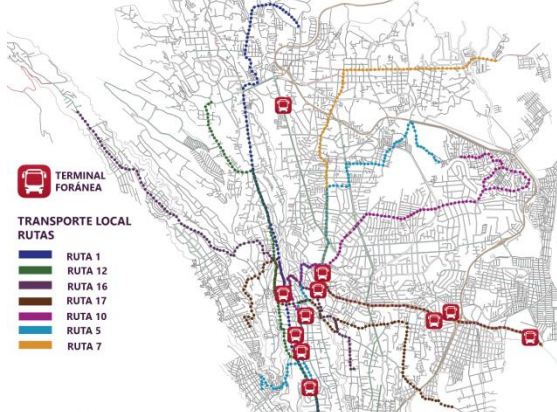 TERMINAL
FORÁNEA
TRANSPORTE LOCAL
RUTAS
RUTA 1
RUTA 12
RUTA 16
RUTA 17
RUTA 10
RUTA 5
RUTA 7